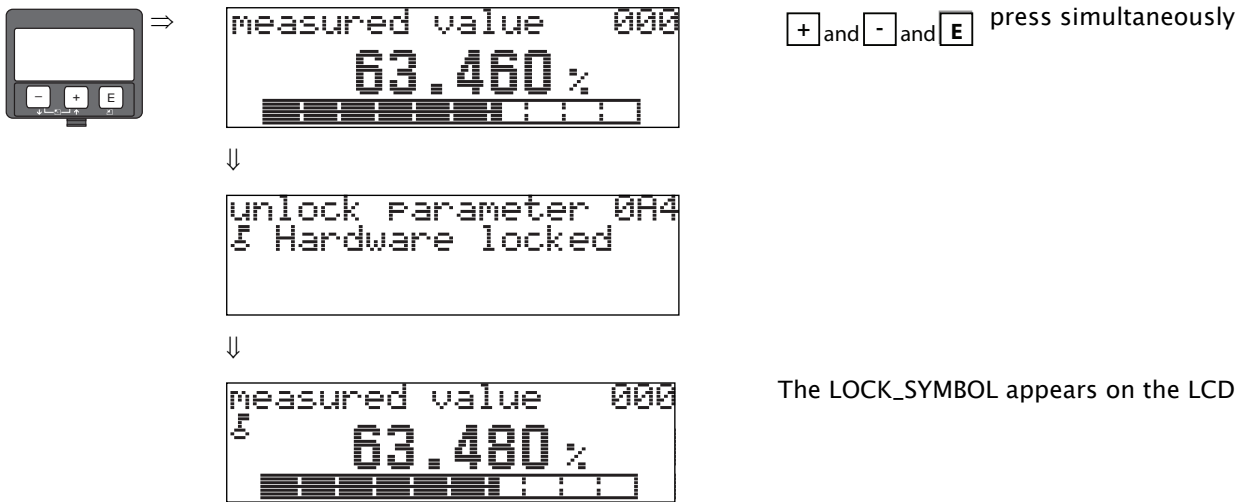 - + E
⇒
measured value 000
63.460 %
+ and - and E press simultaneously
⇓
unlock parameter 0A4
Hardware locked
⇓
measured value 000
63.480 %
The LOCK_SYMBOL appears on the LCD